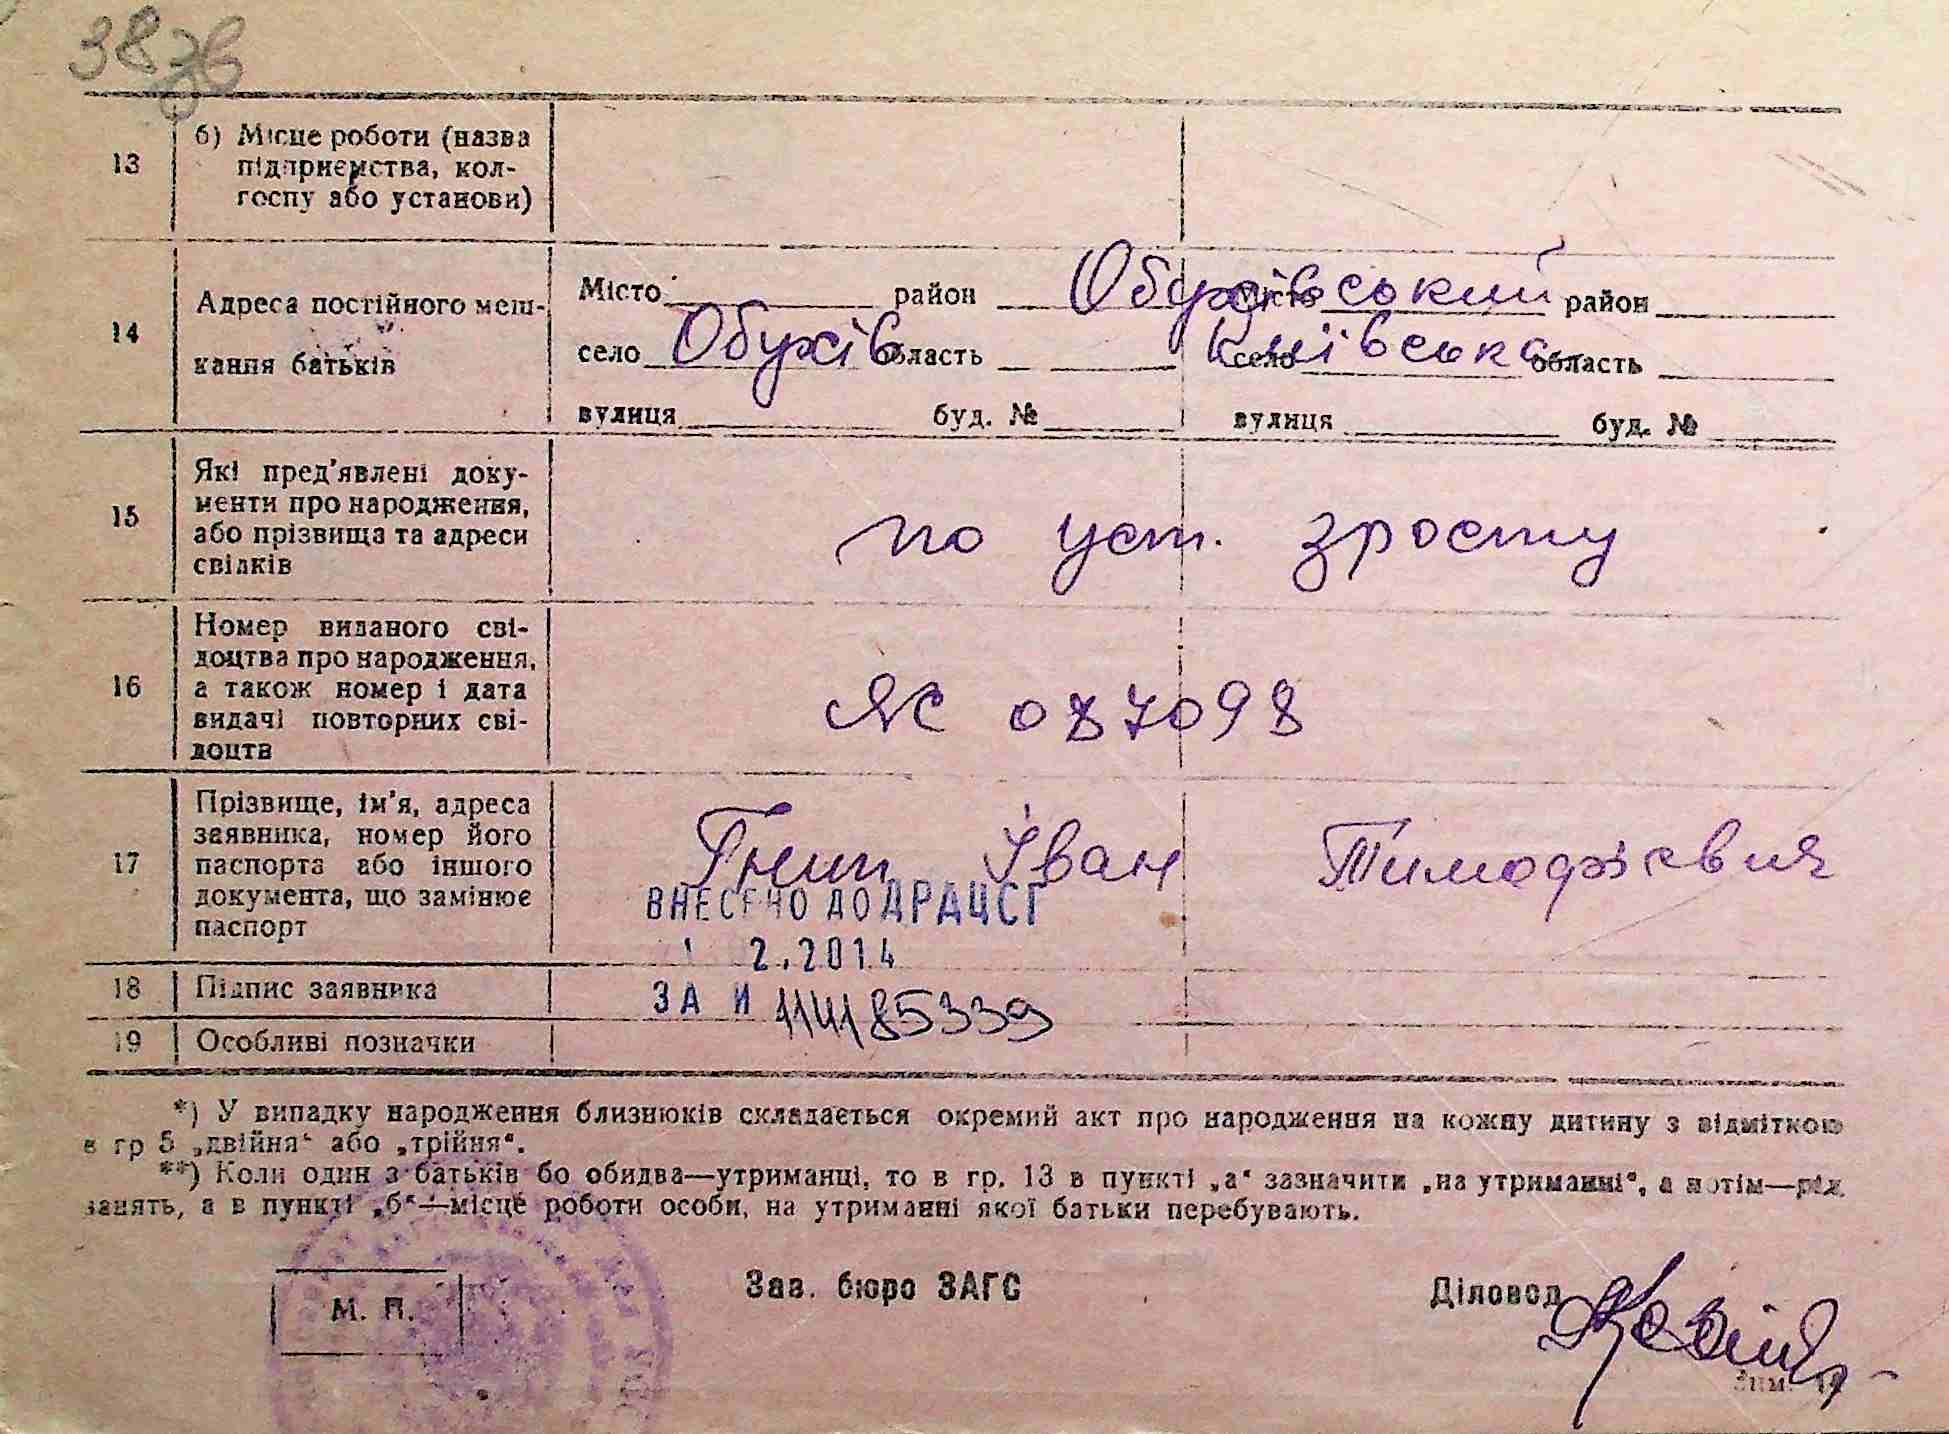 387
13
б) Місце роботи (назва
підприємства, кол-
госпу або установи)
14
Адреса постійного меш-
кання батьків
Місто район Обухівський Місто район
село Обухів область Київська село область
вулиця буд. № вулиця буд. №
15
Які пред'явлені доку-
менти про народження,
або прізвища та адреси
свідків
по уст. зросту
16
Номер виданого сві-
доцтва про народження,
а також номер і дата
видачі повторних сві-
доцтв
ЯС 087098
17
Прізвище, ім'я, адреса
заявника, номер його
паспорта або іншого
документа, що замінює
паспорт
Гнип Іван Тимофієвич
ВНЕСЕНО ДО ДРАЦСГ
2.2014
18
Підпис заявника
ЗА И 114185339
19
Особливі позначки
*) У випадку народження близнюків складається окремий акт про народження на кожну дитину з відміткою
в гр 5 „двійня“ або „трійня“.
**) Коли один з батьків бо обидва—утриманці, то в гр. 13 в пункті „а“ зазначити „на утриманні“, а потім—рід
занять, а в пункті „б“—місце роботи особи, на утриманні якої батьки перебувають.
М. П.
Зав. бюро ЗАГС
Діловод